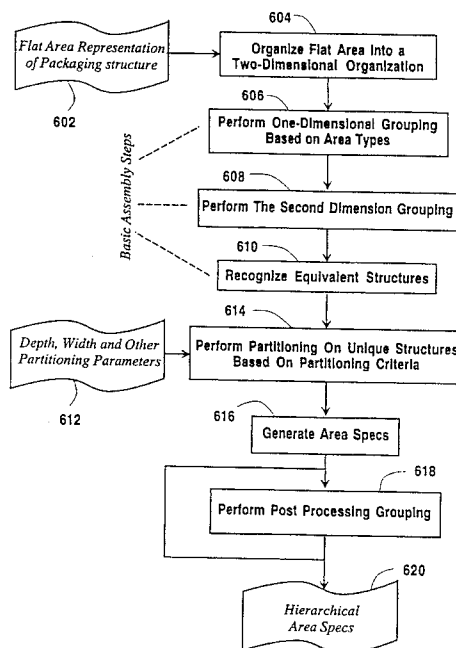 604
Flat Area Representation
of Packaging structure
602
Organize Flat Area Into a
Two-Dimensional Organization
606
Perform One-Dimensional Grouping
Based on Area Types
Basic Assembly Steps
608
Perform The Second Dimension Grouping
610
Recognize Equivalent Structures
614
Depth, Width and Other
Partitioning Parameters
612
Perform Partitioning On Unique Structures
Based On Partitioning Criteria
616
Generate Area Specs
618
Perform Post Processing Grouping
620
Hierarchical
Area Specs